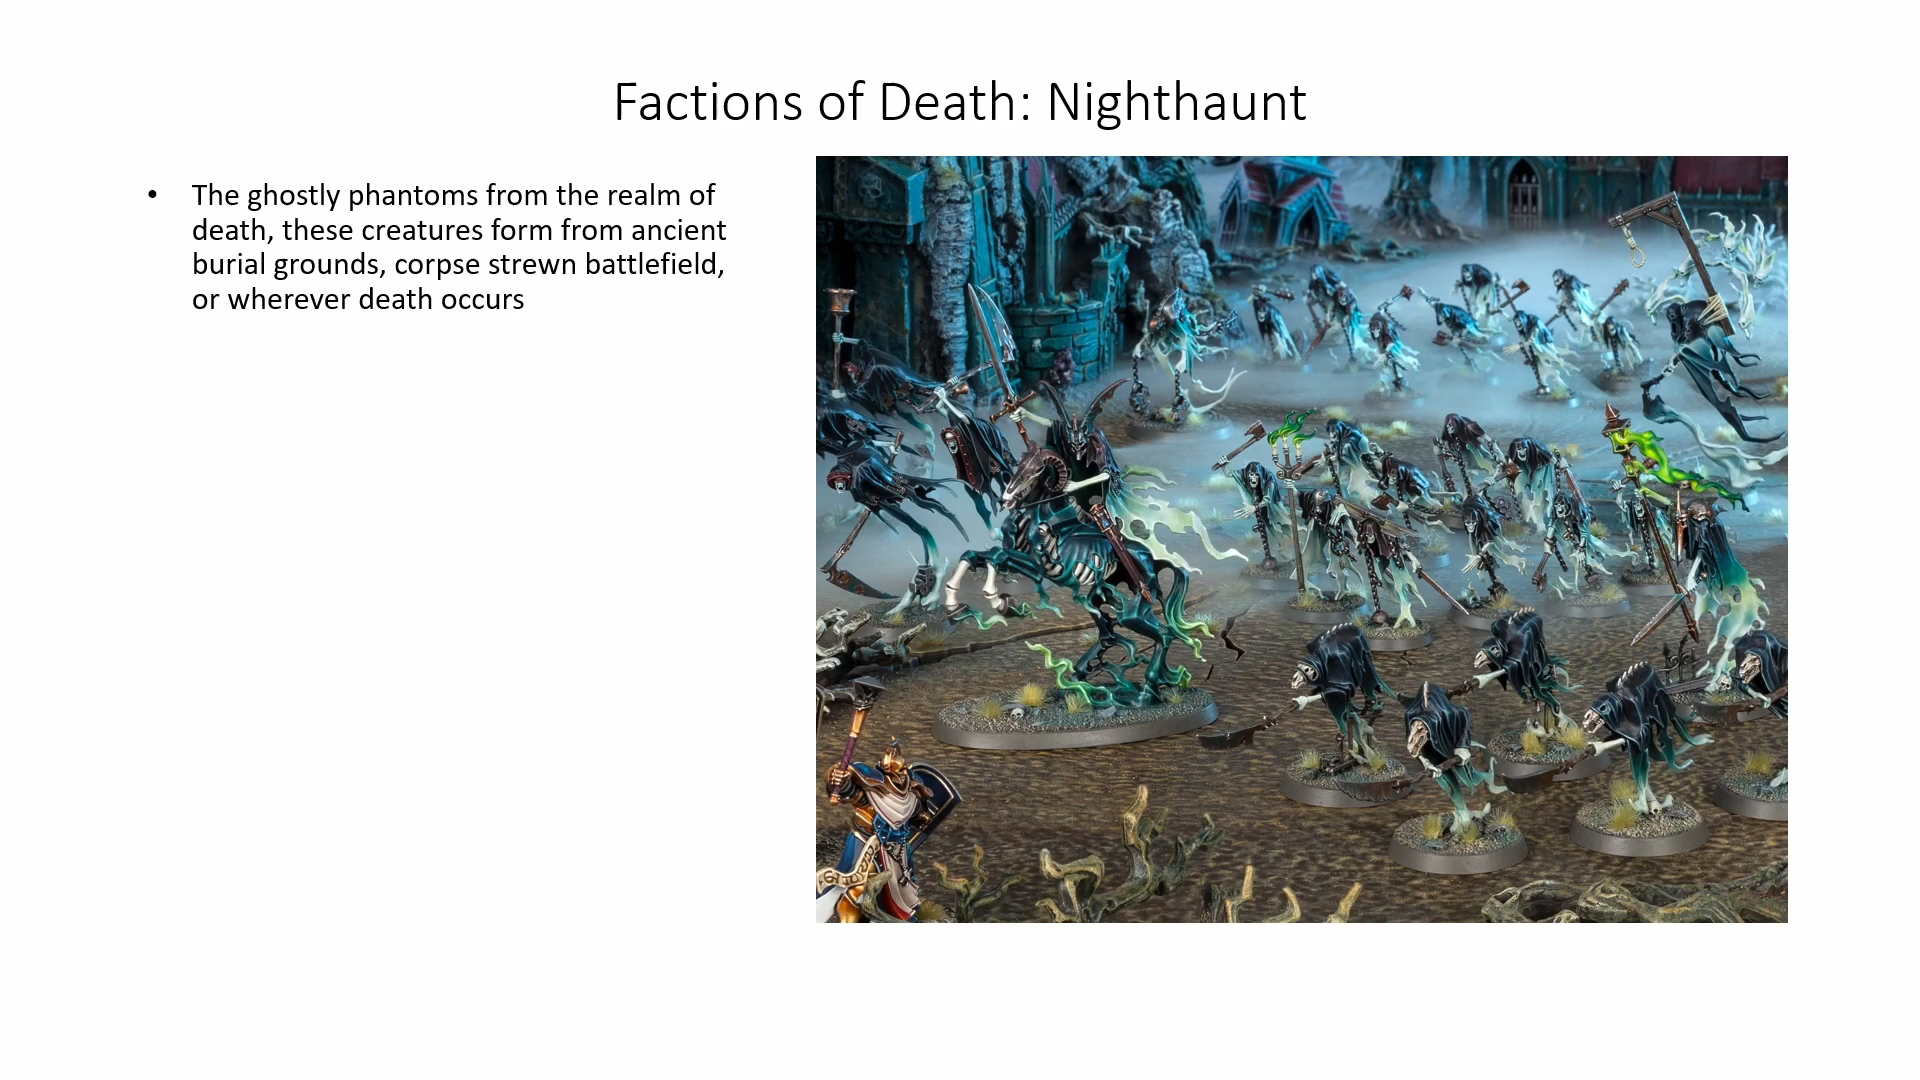 Factions of Death: Nighthaunt
• The ghostly phantoms from the realm of
death, these creatures form from ancient
burial grounds, corpse strewn battlefield,
or wherever death occurs